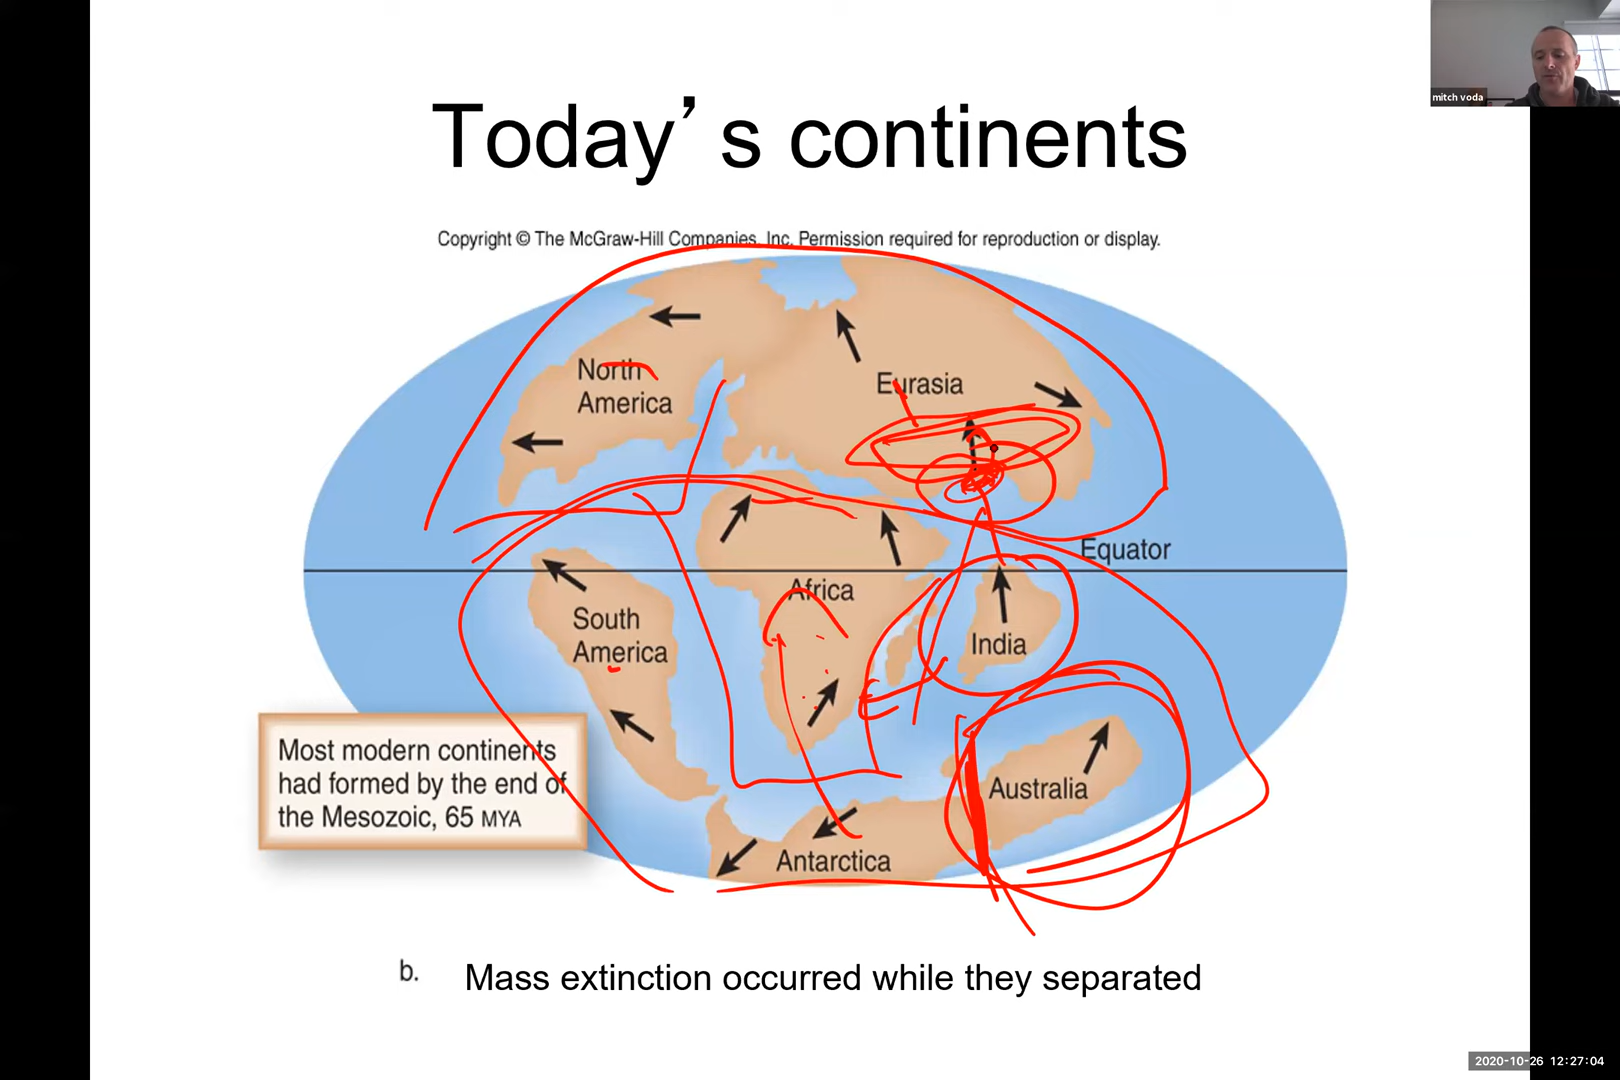 mitch voda
Today’s continents
Copyright © The McGraw-Hill Companies, Inc. Permission required for reproduction or display.
North
America
Eurasia
Equator
Africa
South
America
India
Most modern continents
had formed by the end of
the Mesozoic, 65 MYA
Australia
Antarctica
b. Mass extinction occurred while they separated
2020-10-26 12:27:04